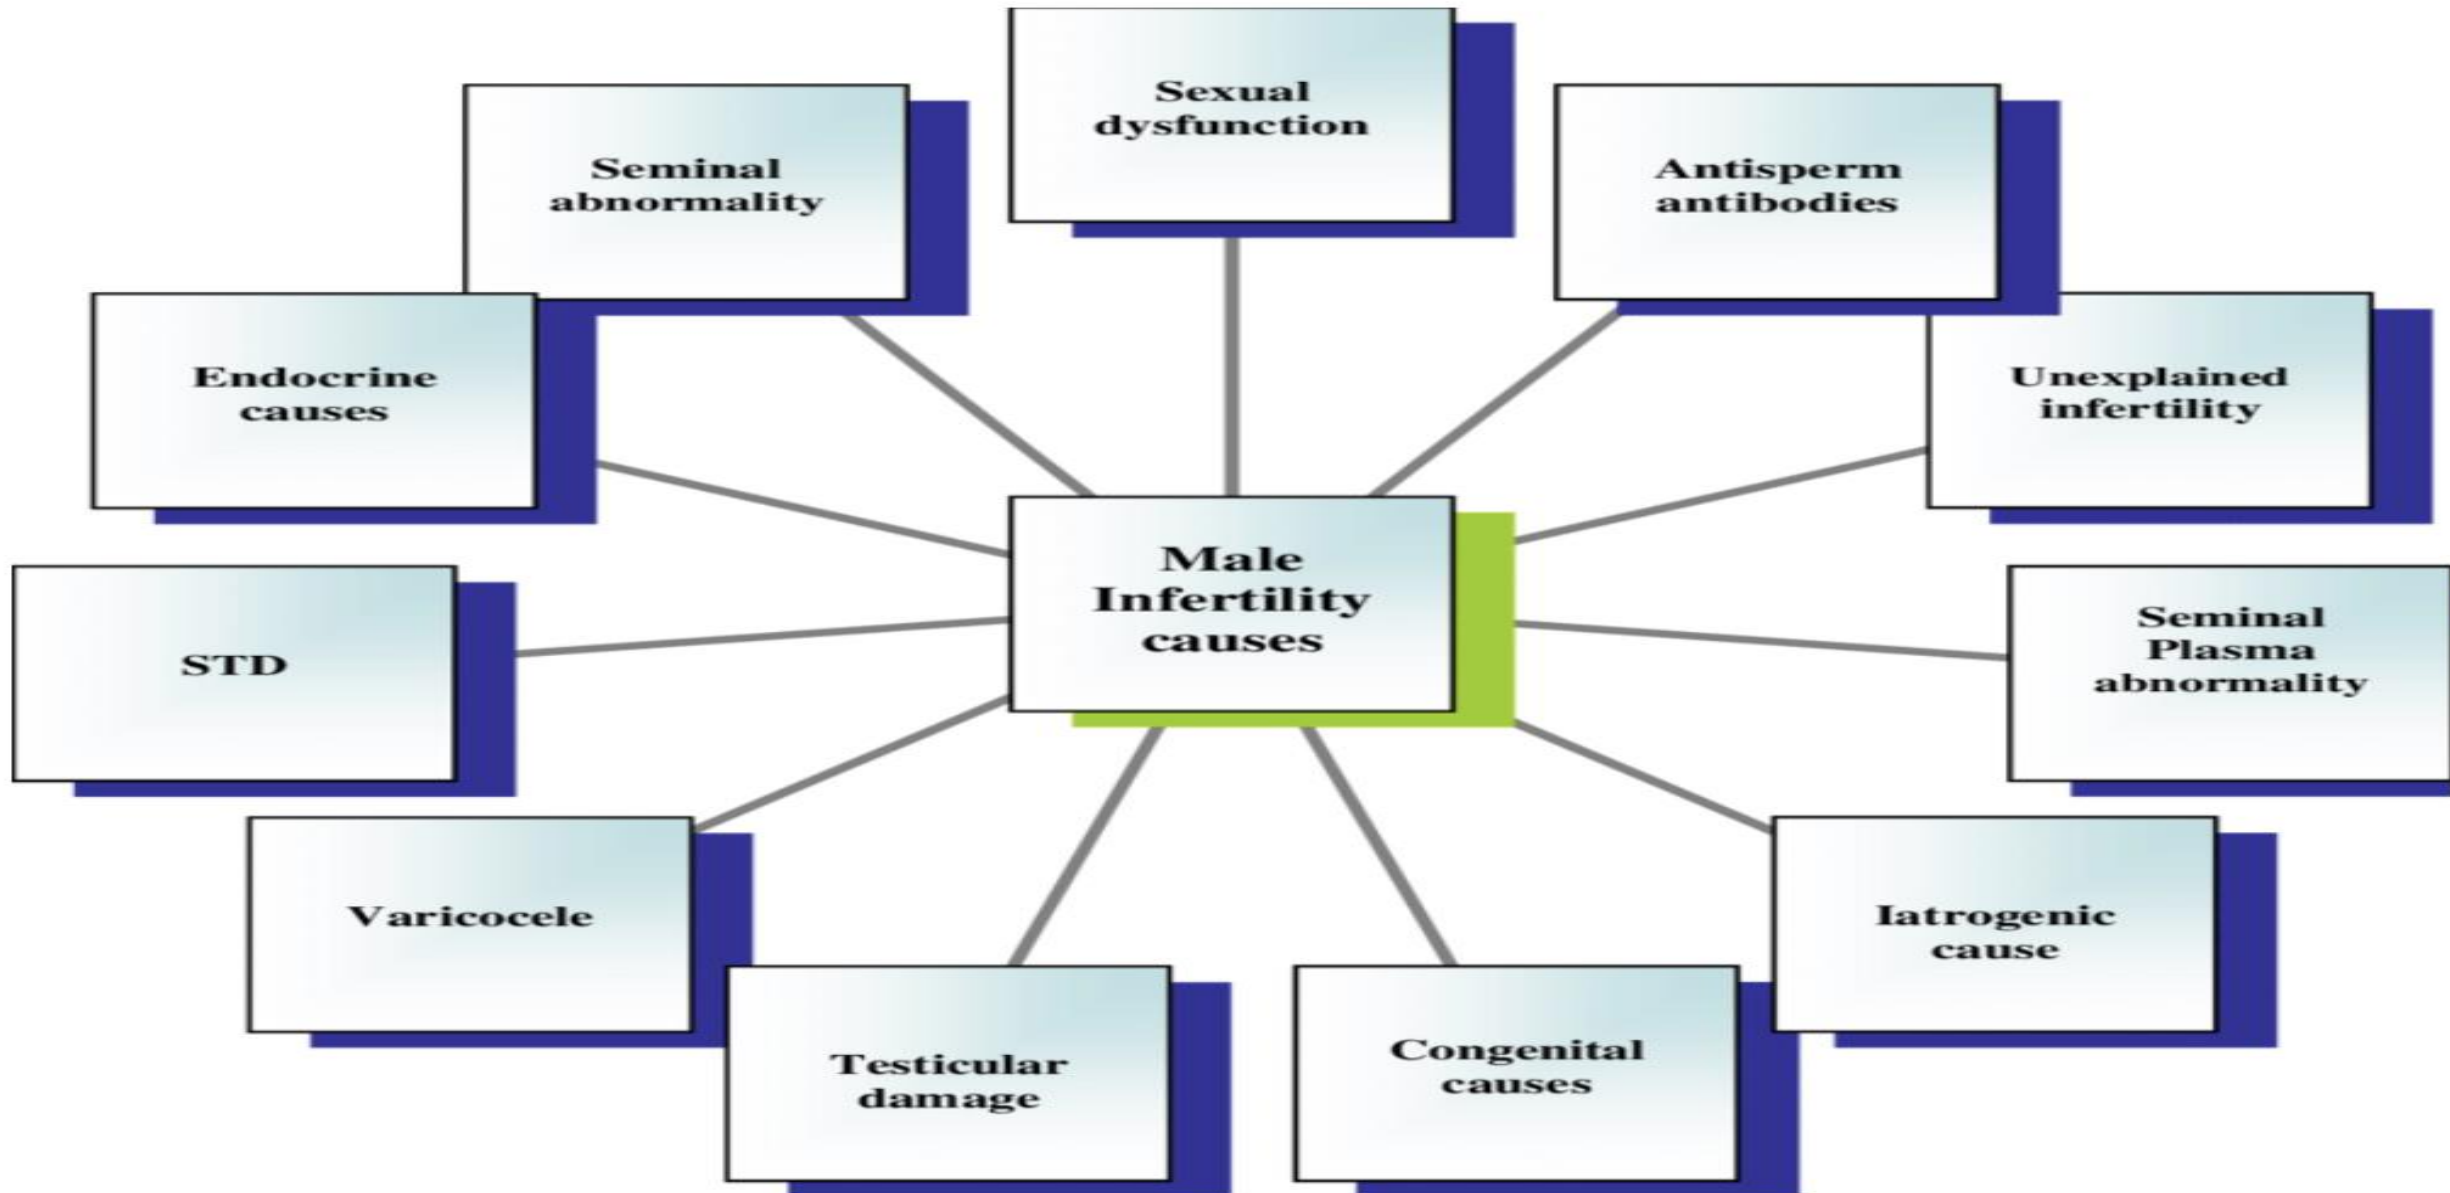 Sexual
dysfunction
Seminal
abnormality
Antisperm
antibodies
Endocrine
causes
Unexplained
infertility
Male
Infertility
causes
STD
Seminal
Plasma
abnormality
Varicocele
Iatrogenic
cause
Testicular
damage
Congenital
causes